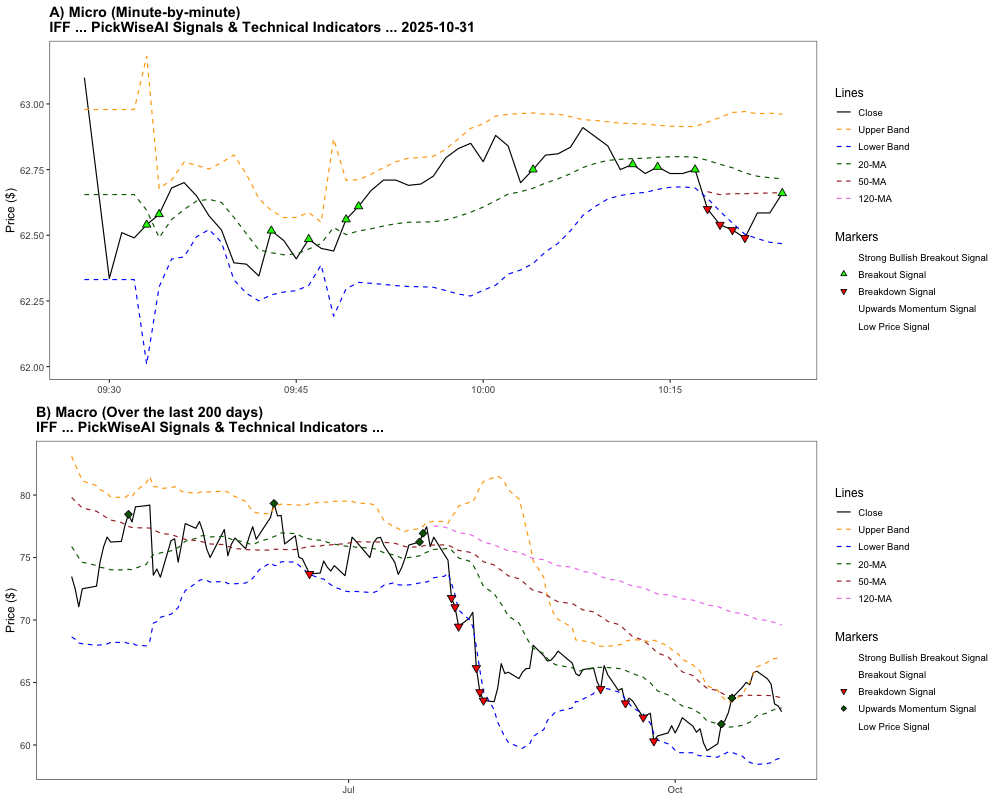 A) Micro (Minute-by-minute)
IFF ... PickWiseAI Signals & Technical Indicators ... 2025-10-31
Price ($)
63.00
62.75
62.50
62.25
62.00
09:30
09:45
10:00
10:15
Lines
Close
Upper Band
Lower Band
20-MA
50-MA
120-MA
Markers
Strong Bullish Breakout Signal
Breakout Signal
Breakdown Signal
Upwards Momentum Signal
Low Price Signal
B) Macro (Over the last 200 days)
IFF ... PickWiseAI Signals & Technical Indicators ...
Price ($)
80
75
70
65
60
Jul
Oct
Lines
Close
Upper Band
Lower Band
20-MA
50-MA
120-MA
Markers
Strong Bullish Breakout Signal
Breakout Signal
Breakdown Signal
Upwards Momentum Signal
Low Price Signal